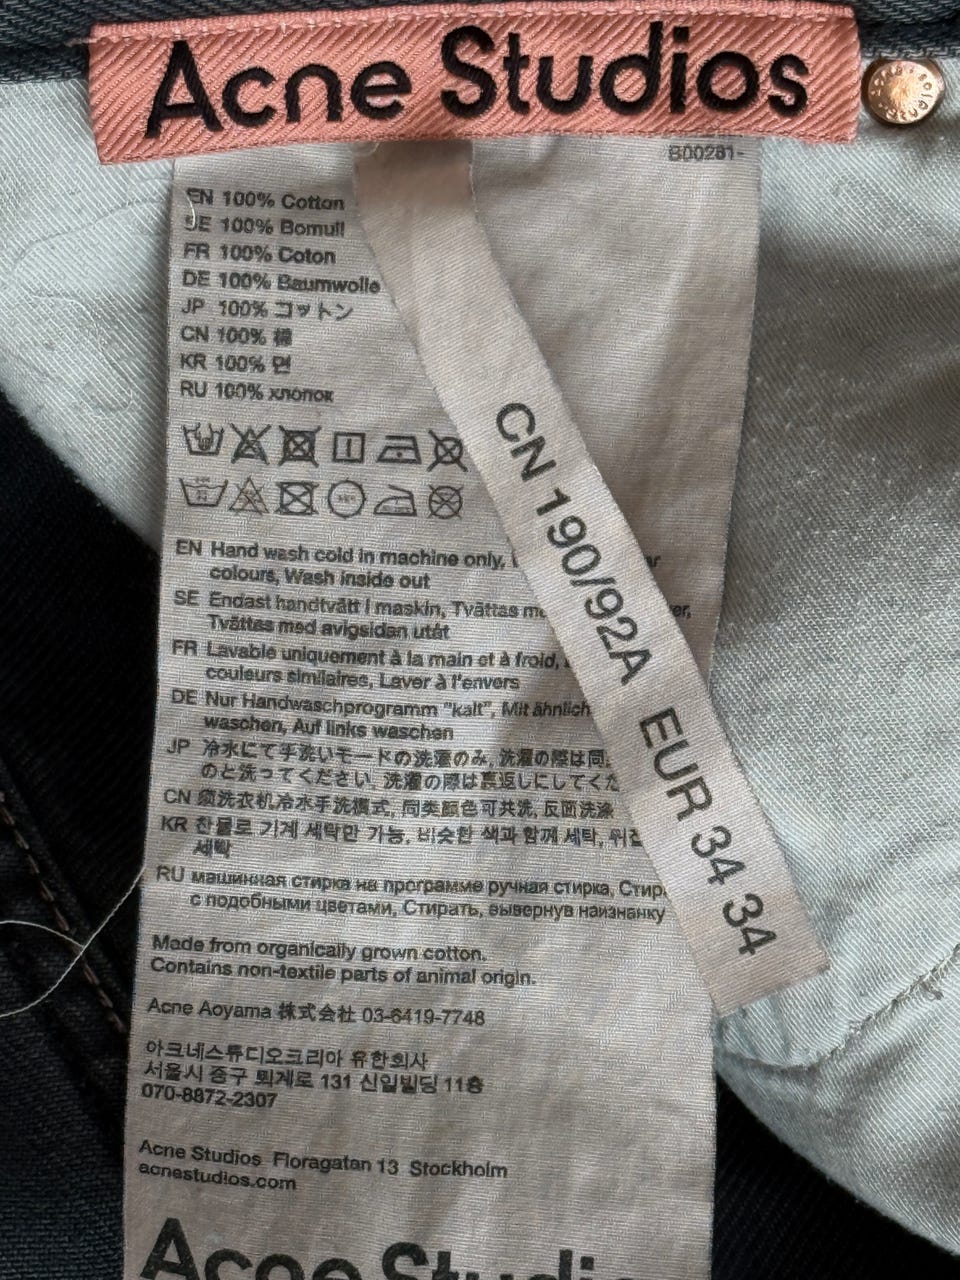 Acne Studios
B00281-
EN 100% Cotton
SE 100% Bomull
FR 100% Coton
DE 100% Baumwolle
JP 100% コットン
CN 100% 棉
KR 100% 면
RU 100% хлопок
CN 190/92A EUR 34 34
EN Hand wash cold in machine only,
colours, Wash inside out
SE Endast handtvätt i maskin, Tvättas
Tvättas med avigsidan utåt
FR Lavable uniquement à la main et à froid,
couleurs similaires, Laver à l'envers
DE Nur Handwaschprogramm "kalt", Mit ähnlich
waschen, Auf links waschen
JP 冷水にて手洗いモードの洗濯のみ, 洗濯の際は同
のと洗ってください, 洗濯の際は裏返しにしてくだ
CN 须洗衣机冷水手洗模式, 同类颜色可共洗, 反面洗涤
KR 찬물로 기계 세탁만 가능, 비슷한 색과 함께 세탁,
세탁
RU машинная стирка на программе ручная стирка,
с подобными цветами, Стирать, вывернув наизнанку
Made from organically grown cotton.
Contains non-textile parts of animal origin.
Acne Aoyama 株式会社 03-6419-7748
아크네스튜디오코리아 유한회사
서울시 중구 퇴계로 131 신일빌딩 11층
070-8872-2307
Acne Studios Floragatan 13 Stockholm
acnestudios.com
Acne Studios